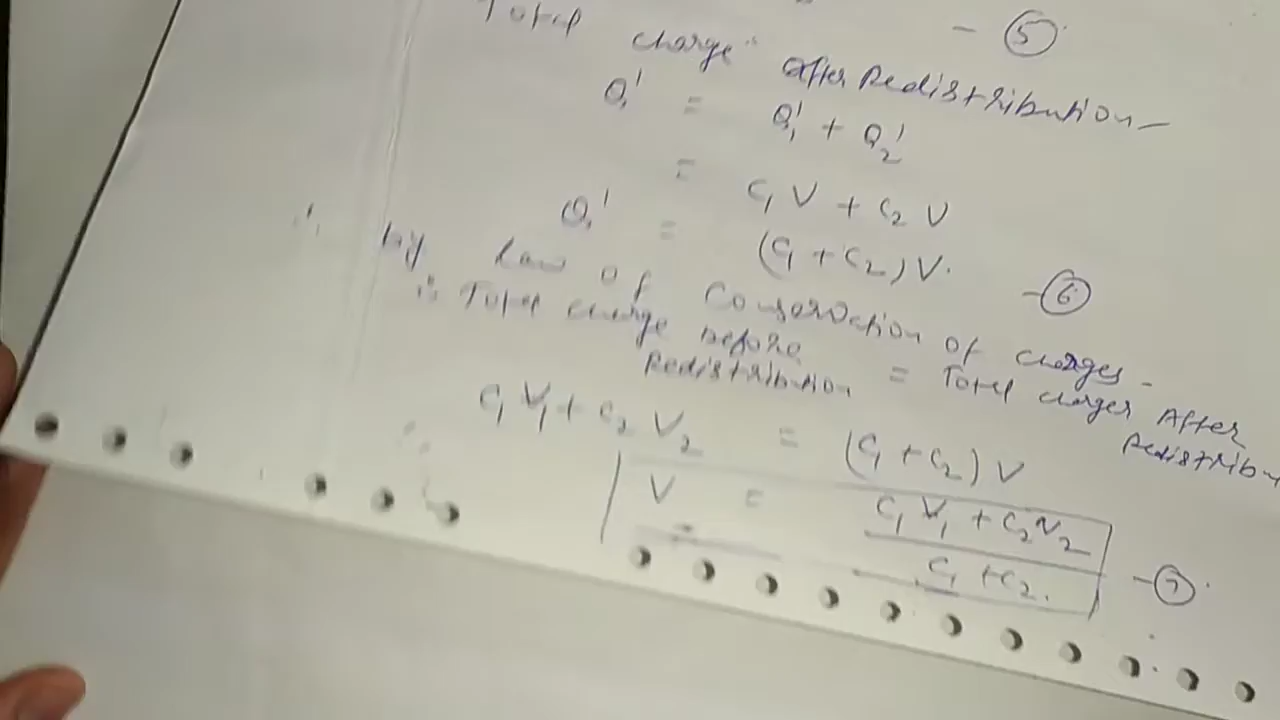 - ⑤
Total charge after Redistribution -
Q' = Q₁' + Q₂'
= C₁V + C₂V
Q' = (C₁ + C₂)V. - ⑥
∴ by Law of Conservation of charges -
∴ Total charge before Redistribution = Total charges After Redistribu
C₁V₁ + C₂V₂ = (C₁ + C₂)V
V = (C₁V₁ + C₂V₂) / (C₁ + C₂) - ⑦